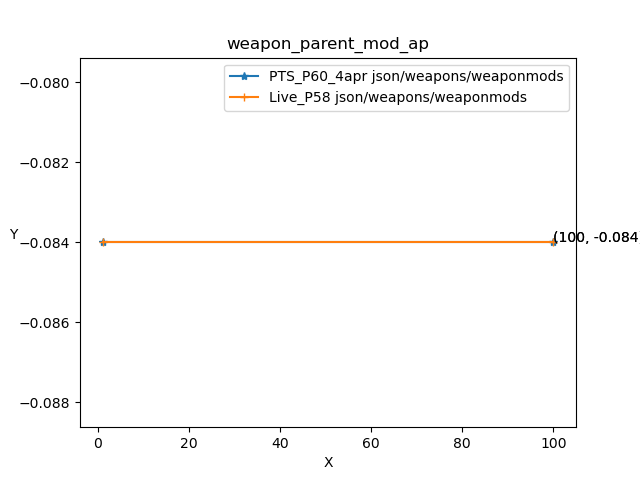 weapon_parent_mod_ap
PTS_P60_4apr json/weapons/weaponmods
Live_P58 json/weapons/weaponmods
−0.080
−0.082
−0.084
−0.086
−0.088
Y
(100, -0.084
0
20
40
60
80
100
X